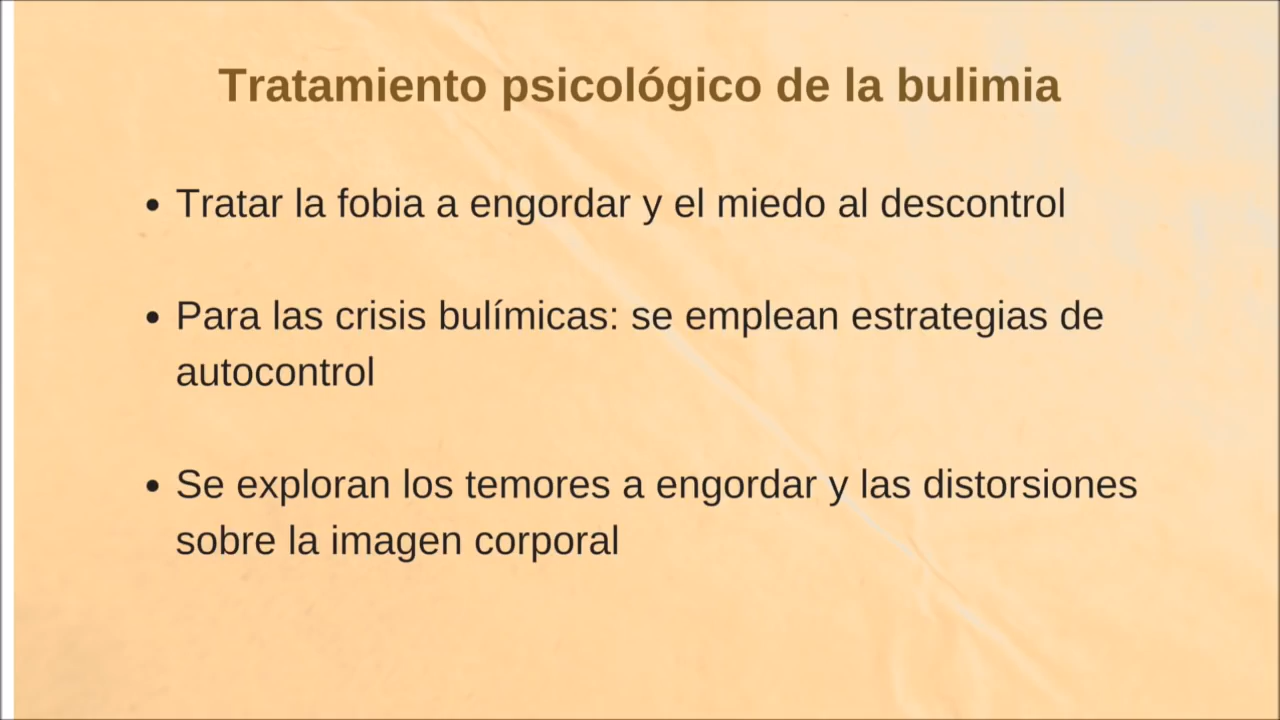 Tratamiento psicológico de la bulimia
• Tratar la fobia a engordar y el miedo al descontrol
• Para las crisis bulímicas: se emplean estrategias de
autocontrol
• Se exploran los temores a engordar y las distorsiones
sobre la imagen corporal